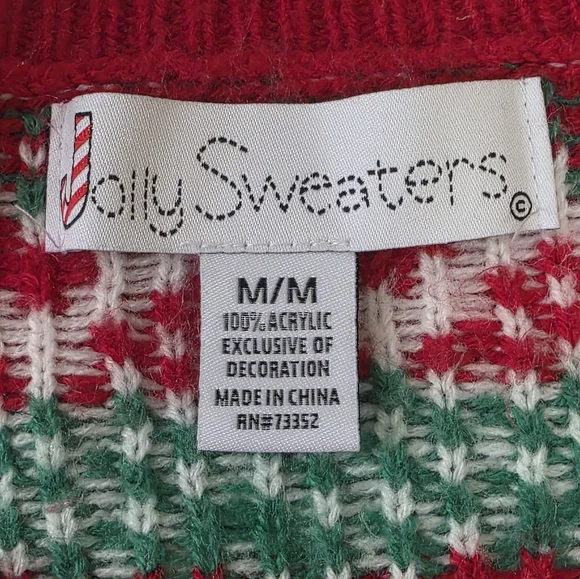 Jolly Sweaters ©
M/M
100% ACRYLIC
EXCLUSIVE OF
DECORATION
MADE IN CHINA
RN#73352